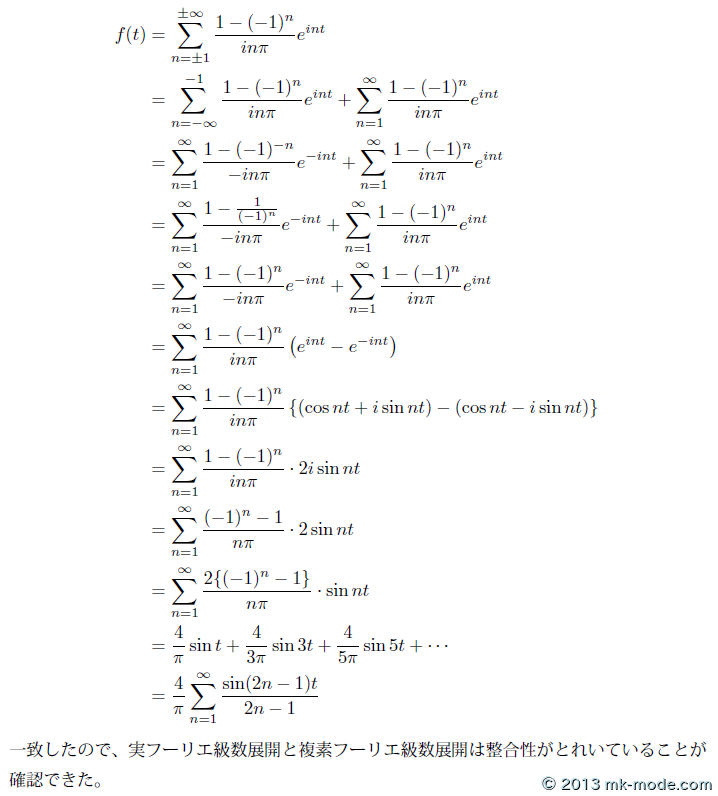 f(t) = \sum_{n=\pm1}^{\pm\infty} \frac{1-(-1)^n}{in\pi} e^{int}
= \sum_{n=-\infty}^{-1} \frac{1-(-1)^n}{in\pi} e^{int} + \sum_{n=1}^{\infty} \frac{1-(-1)^n}{in\pi} e^{int}
= \sum_{n=1}^{\infty} \frac{1-(-1)^{-n}}{-in\pi} e^{-int} + \sum_{n=1}^{\infty} \frac{1-(-1)^n}{in\pi} e^{int}
= \sum_{n=1}^{\infty} \frac{1-\frac{1}{(-1)^n}}{-in\pi} e^{-int} + \sum_{n=1}^{\infty} \frac{1-(-1)^n}{in\pi} e^{int}
= \sum_{n=1}^{\infty} \frac{1-(-1)^n}{-in\pi} e^{-int} + \sum_{n=1}^{\infty} \frac{1-(-1)^n}{in\pi} e^{int}
= \sum_{n=1}^{\infty} \frac{1-(-1)^n}{in\pi} (e^{int} - e^{-int})
= \sum_{n=1}^{\infty} \frac{1-(-1)^n}{in\pi} \{(\cos nt + i \sin nt) - (\cos nt - i \sin nt)\}
= \sum_{n=1}^{\infty} \frac{1-(-1)^n}{in\pi} \cdot 2i \sin nt
= \sum_{n=1}^{\infty} \frac{(-1)^n-1}{n\pi} \cdot 2 \sin nt
= \sum_{n=1}^{\infty} \frac{2\{(-1)^n-1\}}{n\pi} \cdot \sin nt
= \frac{4}{\pi} \sin t + \frac{4}{3\pi} \sin 3t + \frac{4}{5\pi} \sin 5t + \cdots
= \frac{4}{\pi} \sum_{n=1}^{\infty} \frac{\sin(2n-1)t}{2n-1}
一致したので、実フーリエ級数展開と複素フーリエ級数展開は整合性がとれいていることが
確認できた。
© 2013 mk-mode.com